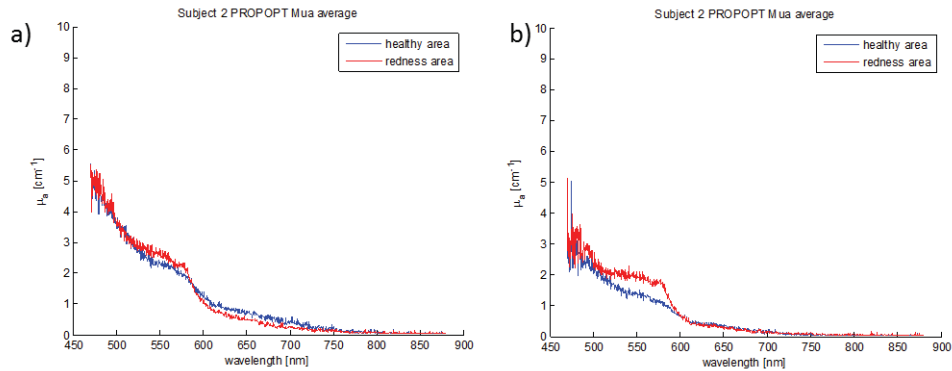 a)
Subject 2 PROPOPT Mua average
10
9
8
7
6
5
4
3
2
1
0
μa [cm-1]
healthy area
redness area
450 500 550 600 650 700 750 800 850 900
wavelength [nm]
b)
Subject 2 PROPOPT Mua average
10
9
8
7
6
5
4
3
2
1
0
μa [cm-1]
healthy area
redness area
450 500 550 600 650 700 750 800 850 900
wavelength [nm]